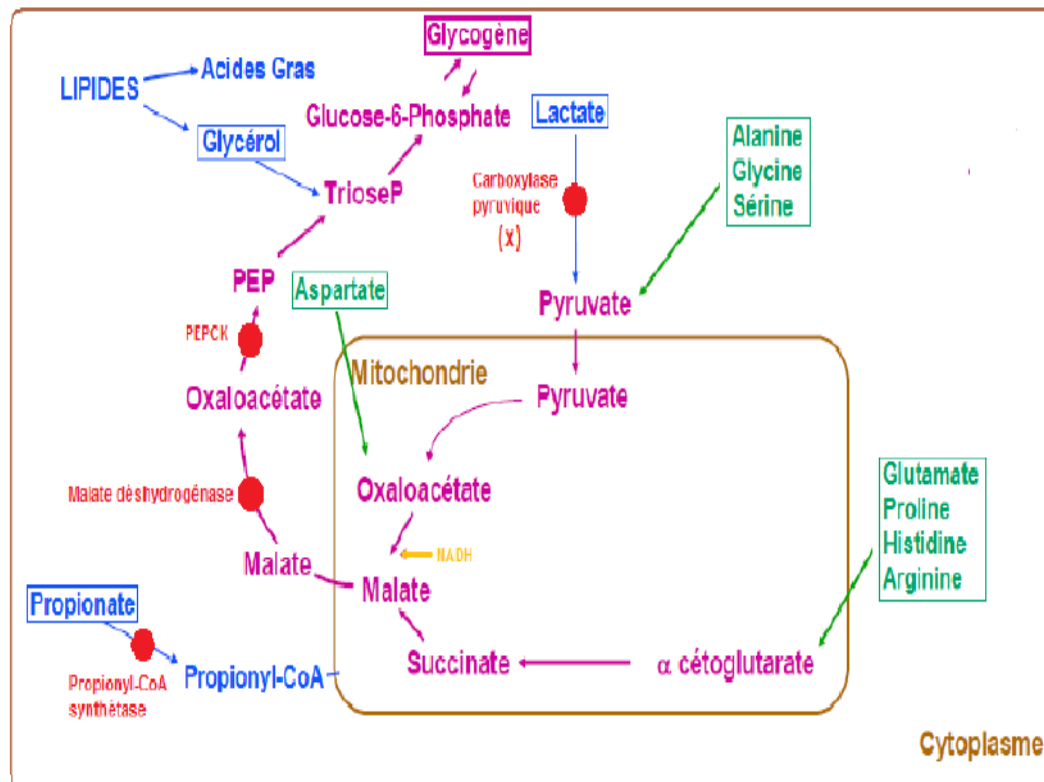 Glycogène
Acides Gras
LIPIDES
Glucose-6-Phosphate
Lactate
Glycérol
Alanine
Glycine
Sérine
TrioseP
Carboxylase
pyruvique
(x)
PEP
Aspartate
Pyruvate
PEPCK
Mitochondrie
Oxaloacétate
Pyruvate
Oxaloacétate
Glutamate
Proline
Histidine
Arginine
Malate déshydrogénase
NADH
Malate
Malate
Propionate
Succinate
α cétoglutarate
Propionyl-CoA
Propionyl-CoA
synthétase
Cytoplasme